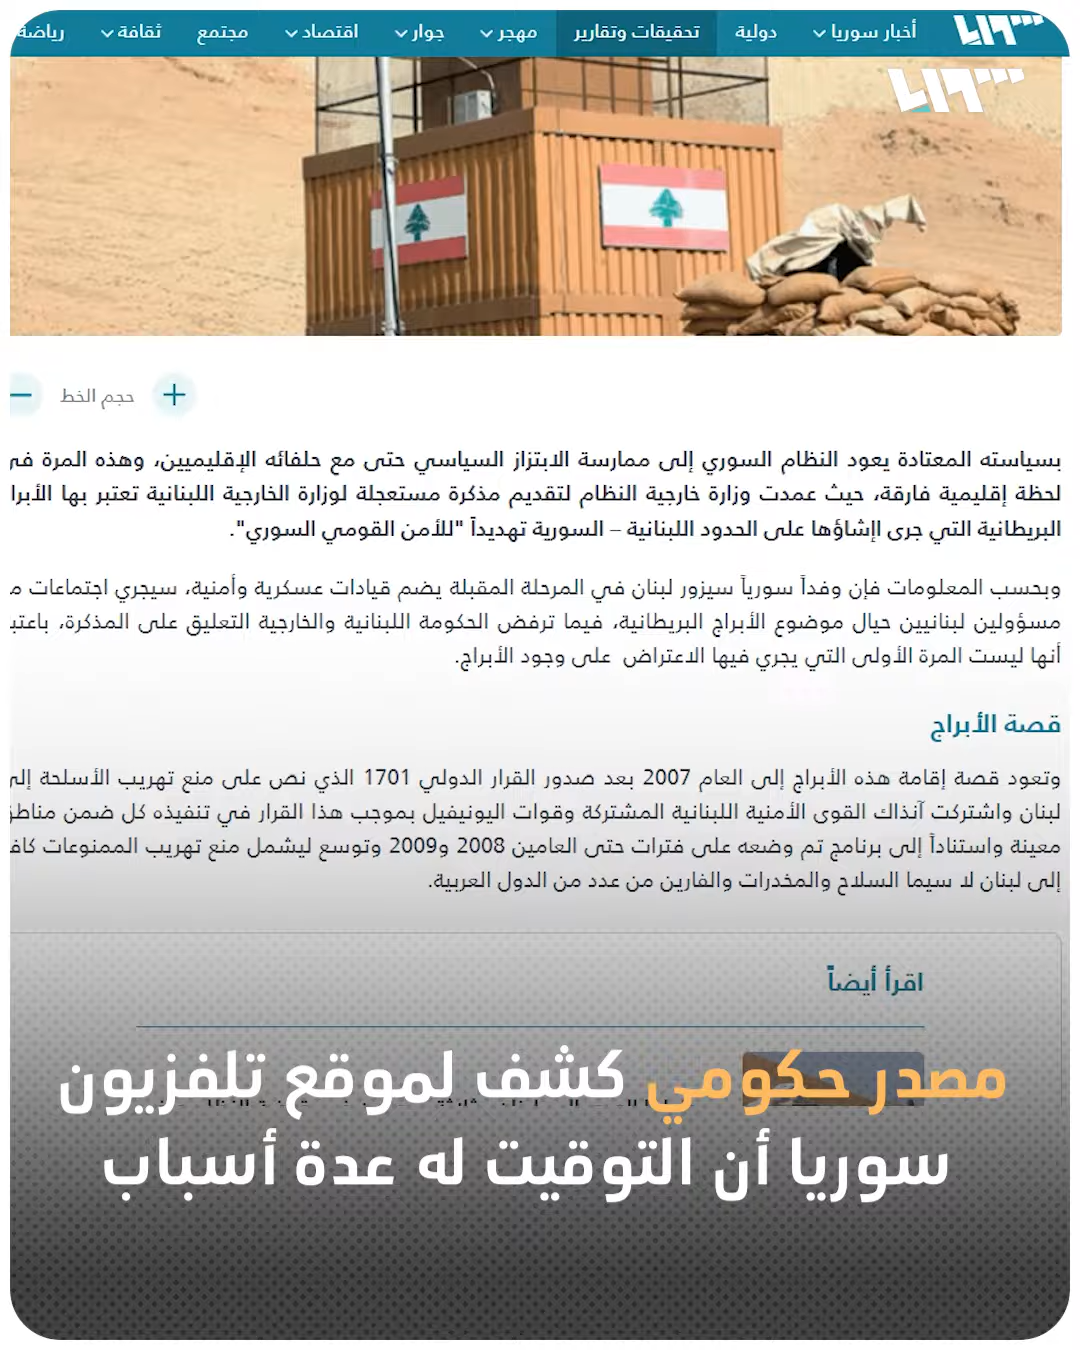 أخبار سوريا
دولية
تحقيقات وتقارير
مهجر
جوار
اقتصاد
مجتمع
ثقافة
رياضة
حجم الخط
بسياسته المعتادة يعود النظام السوري إلى ممارسة الابتزاز السياسي حتى مع حلفائه الإقليميين، وهذه المرة في
لحظة إقليمية فارقة، حيث عمدت وزارة خارجية النظام لتقديم مذكرة مستعجلة لوزارة الخارجية اللبنانية تعتبر بها
البريطانية التي جرى اإشاؤها على الحدود اللبنانية – السورية تهديداً "للأمن القومي السوري".
وبحسب المعلومات فإن وفداً سورياً سيزور لبنان في المرحلة المقبلة يضم قيادات عسكرية وأمنية، سيجري اجتماعات
مسؤولين لبنانيين حيال موضوع الأبراج البريطانية، فيما ترفض الحكومة اللبنانية والخارجية التعليق على المذكرة،
أنها ليست المرة الأولى التي يجري فيها الاعتراض على وجود الأبراج.
قصة الأبراج
وتعود قصة إقامة هذه الأبراج إلى العام 2007 بعد صدور القرار الدولي 1701 الذي نص على منع تهريب الأسلحة إلى
لبنان واشتركت آنذاك القوى الأمنية اللبنانية المشتركة وقوات اليونيفيل بموجب هذا القرار في تنفيذه كل ضمن
معينة واستناداً إلى برنامج تم وضعه على فترات حتى العامين 2008 و2009 وتوسع ليشمل منع تهريب الممنوعات
إلى لبنان لا سيما السلاح والمخدرات والفارين من عدد من الدول العربية.
اقرأ أيضاً
مصدر حكومي كشف لموقع تلفزيون
سوريا أن التوقيت له عدة أسباب